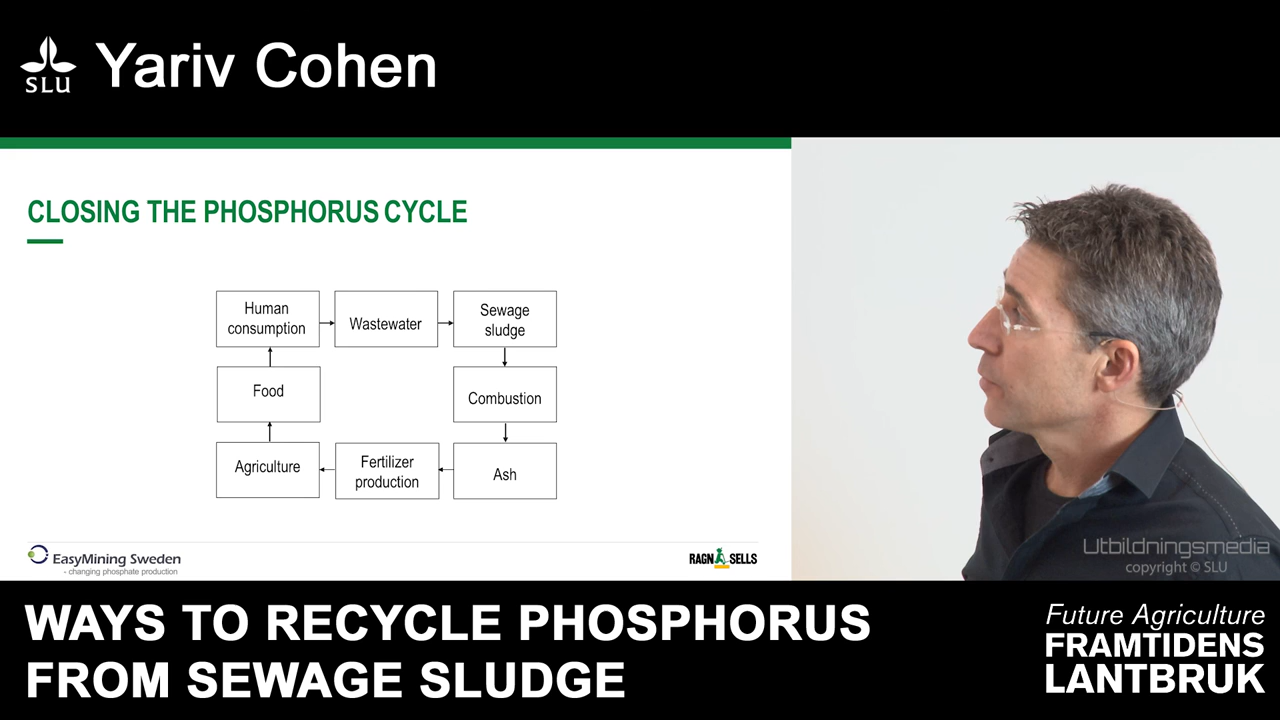 SLU
Yariv Cohen
CLOSING THE PHOSPHORUS CYCLE
Human
consumption
Wastewater
Sewage
sludge
Food
Combustion
Agriculture
Fertilizer
production
Ash
EasyMining Sweden
- changing phosphate production
RAGN SELLS
Utbildningsmedia
copyright © SLU
WAYS TO RECYCLE PHOSPHORUS
FROM SEWAGE SLUDGE
Future Agriculture
FRAMTIDENS
LANTBRUK